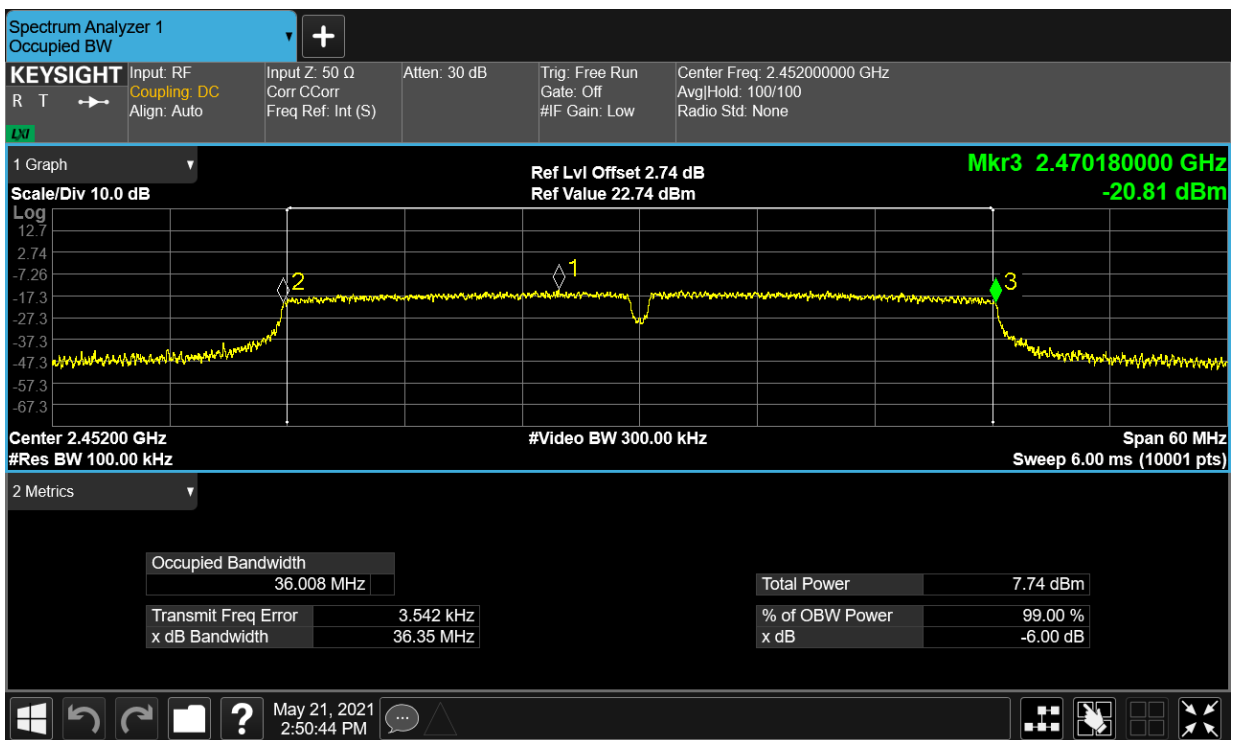 Spectrum Analyzer 1
Occupied BW
KEYSIGHT
R T
LXI
Input: RF
Coupling: DC
Align: Auto
Input Z: 50 Ω
Corr CCorr
Freq Ref: Int (S)
Atten: 30 dB
Trig: Free Run
Gate: Off
#IF Gain: Low
Center Freq: 2.452000000 GHz
Avg|Hold: 100/100
Radio Std: None
1 Graph
Scale/Div 10.0 dB
Ref Lvl Offset 2.74 dB
Ref Value 22.74 dBm
Mkr3 2.470180000 GHz
-20.81 dBm
Log
12.7
2.74
-7.26
-17.3
-27.3
-37.3
-47.3
-57.3
-67.3
2
1
3
Center 2.45200 GHz
#Res BW 100.00 kHz
#Video BW 300.00 kHz
Span 60 MHz
Sweep 6.00 ms (10001 pts)
2 Metrics
Occupied Bandwidth
36.008 MHz
Transmit Freq Error 3.542 kHz
x dB Bandwidth 36.35 MHz
Total Power 7.74 dBm
% of OBW Power 99.00 %
x dB -6.00 dB
?
May 21, 2021
2:50:44 PM